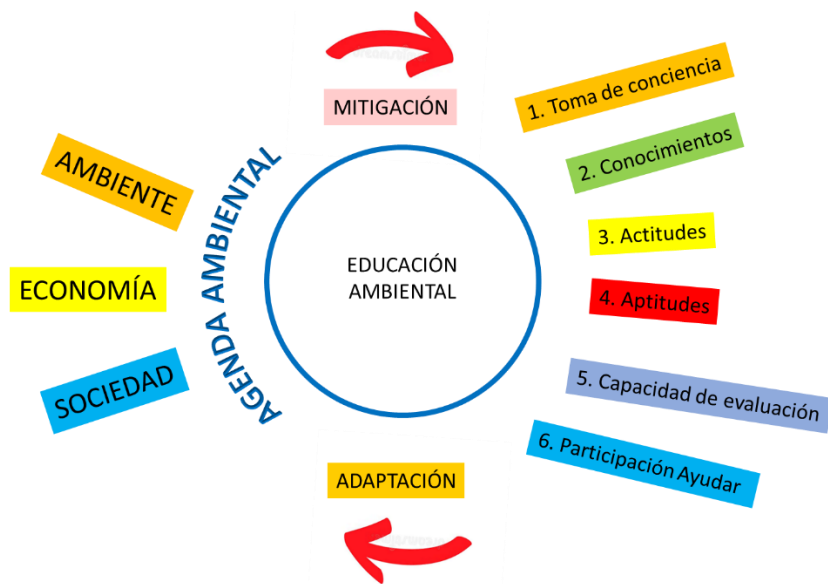 MITIGACIÓN
AMBIENTE
ECONOMÍA
SOCIEDAD
AGENDA AMBIENTAL
EDUCACIÓN
AMBIENTAL
1. Toma de conciencia
2. Conocimientos
3. Actitudes
4. Aptitudes
5. Capacidad de evaluación
6. Participación Ayudar
ADAPTACIÓN